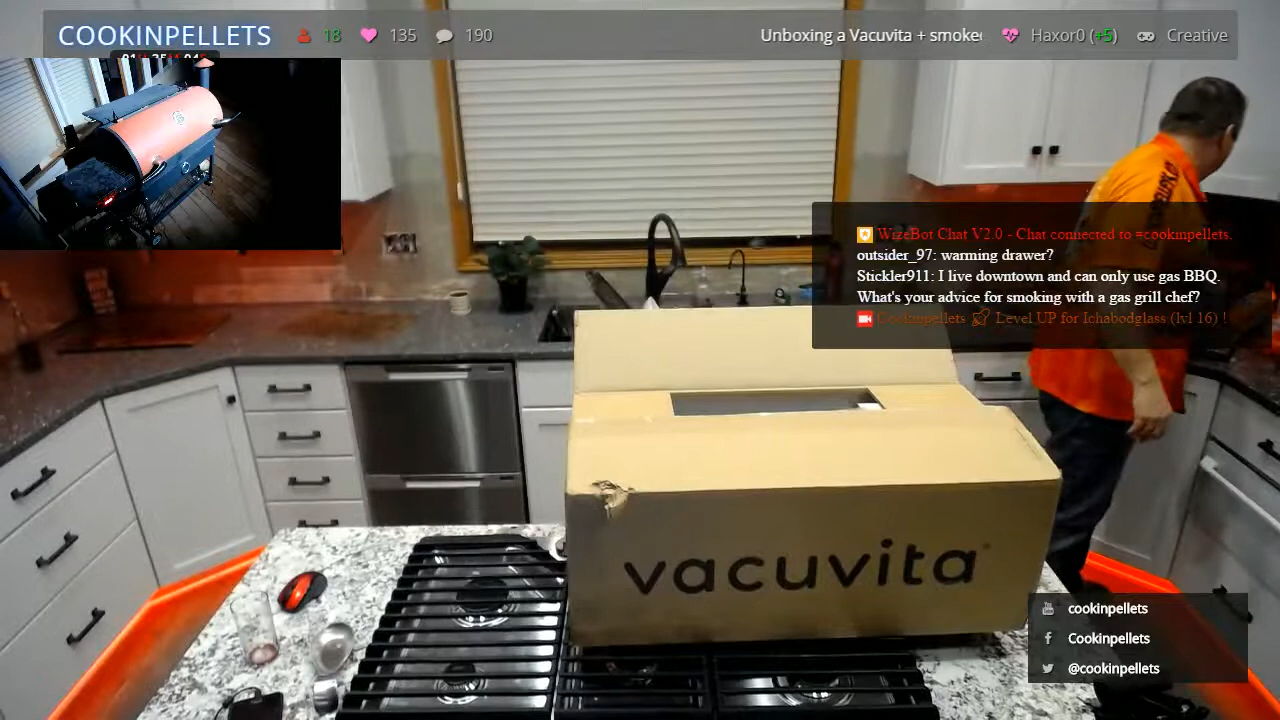 COOKINPELLETS
18
135
190
Unboxing a Vacuvita + smoke
Haxor0 (+5)
Creative
WizeBot Chat V2.0 - Chat connected to =cookinpellets.
outsider_97: warming drawer?
Stickler911: I live downtown and can only use gas BBQ.
What's your advice for smoking with a gas grill chef?
Cookinpellets Level UP for Ichabodglass (lvl 16) !
vacuvita
cookinpellets
Cookinpellets
@cookinpellets